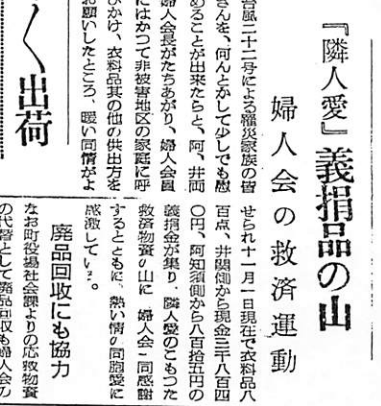 『隣人愛』義捐品の山
婦人会の救済運動
台風二十二号による罹災家族の皆
さんを、何んとかして少しでも慰
めることが出来たらと、阿、井両
婦人会長がたちあがり、婦人会員
にはかつて非被害地区の家庭に呼
びかけ、衣料品其の他の供出方を
お願いしたところ、暖い同情がよ
せられ十一月一日現在で衣料品八
百点、井関側から現金三千八百四
〇円、阿知須側から八百拾五円の
義捐金が集り、隣人愛のこもつた
救済物資の山に 婦人会一同感謝
するとともに、熱い情の同胞愛に
感激している。
廃品回収にも協力
なお町役場社会課よりの応救物資
の代替として廃品回収も婦人会の
く出荷